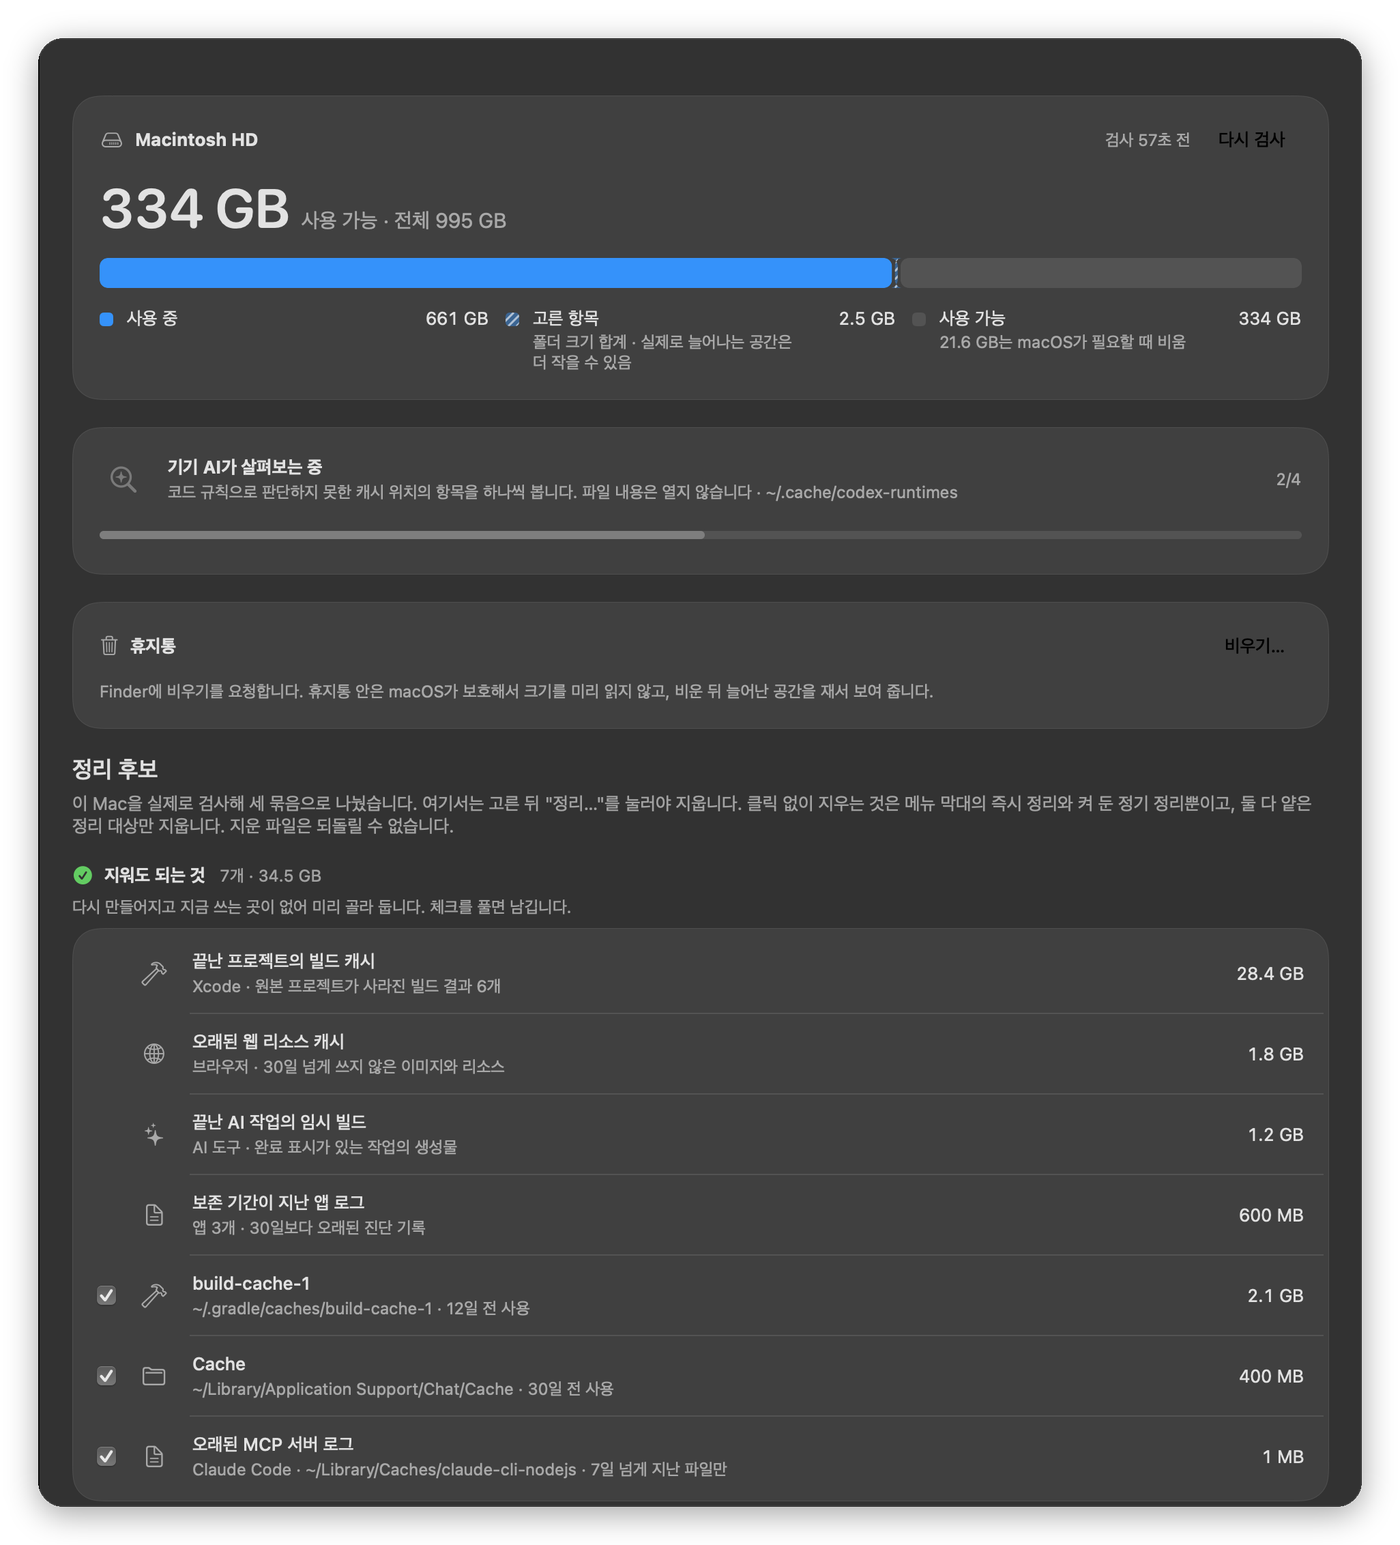 Macintosh HD
검사 57초 전
다시 검사
334 GB 사용 가능 · 전체 995 GB
사용 중
661 GB
고른 항목
2.5 GB
폴더 크기 합계 · 실제로 늘어나는 공간은
더 작을 수 있음
사용 가능
334 GB
21.6 GB는 macOS가 필요할 때 비움
기기 AI가 살펴보는 중
코드 규칙으로 판단하지 못한 캐시 위치의 항목을 하나씩 봅니다. 파일 내용은 열지 않습니다 · ~/.cache/codex-runtimes
2/4
휴지통
비우기...
Finder에 비우기를 요청합니다. 휴지통 안은 macOS가 보호해서 크기를 미리 읽지 않고, 비운 뒤 늘어난 공간을 재서 보여 줍니다.
정리 후보
이 Mac을 실제로 검사해 세 묶음으로 나눴습니다. 여기서는 고른 뒤 "정리..."를 눌러야 지웁니다. 클릭 없이 지우는 것은 메뉴 막대의 즉시 정리와 켜 둔 정기 정리뿐이고, 둘 다 얕은
정리 대상만 지웁니다. 지운 파일은 되돌릴 수 없습니다.
지워도 되는 것 7개 · 34.5 GB
다시 만들어지고 지금 쓰는 곳이 없어 미리 골라 둡니다. 체크를 풀면 남깁니다.
끝난 프로젝트의 빌드 캐시
Xcode · 원본 프로젝트가 사라진 빌드 결과 6개
28.4 GB
오래된 웹 리소스 캐시
브라우저 · 30일 넘게 쓰지 않은 이미지와 리소스
1.8 GB
끝난 AI 작업의 임시 빌드
AI 도구 · 완료 표시가 있는 작업의 생성물
1.2 GB
보존 기간이 지난 앱 로그
앱 3개 · 30일보다 오래된 진단 기록
600 MB
build-cache-1
~/.gradle/caches/build-cache-1 · 12일 전 사용
2.1 GB
Cache
~/Library/Application Support/Chat/Cache · 30일 전 사용
400 MB
오래된 MCP 서버 로그
Claude Code · ~/Library/Caches/claude-cli-nodejs · 7일 넘게 지난 파일만
1 MB